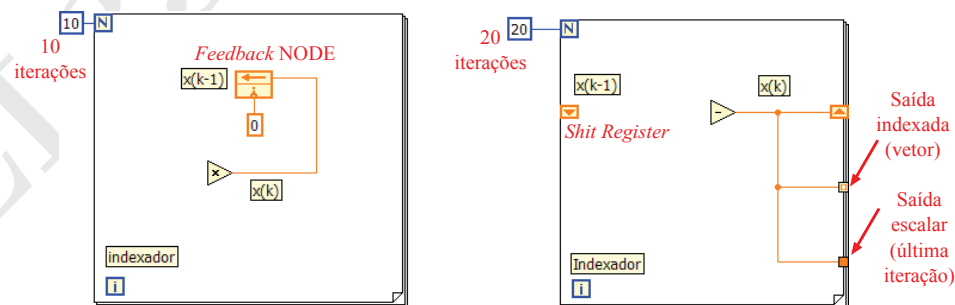 10
N
10
iterações
Feedback NODE
x(k-1)
0
x
x(k)
indexador
i
20
20
N
iterações
x(k-1)
x(k)
-
Shit Register
Saída
indexada
(vetor)
Saída
escalar
(última
iteração)
Indexador
i